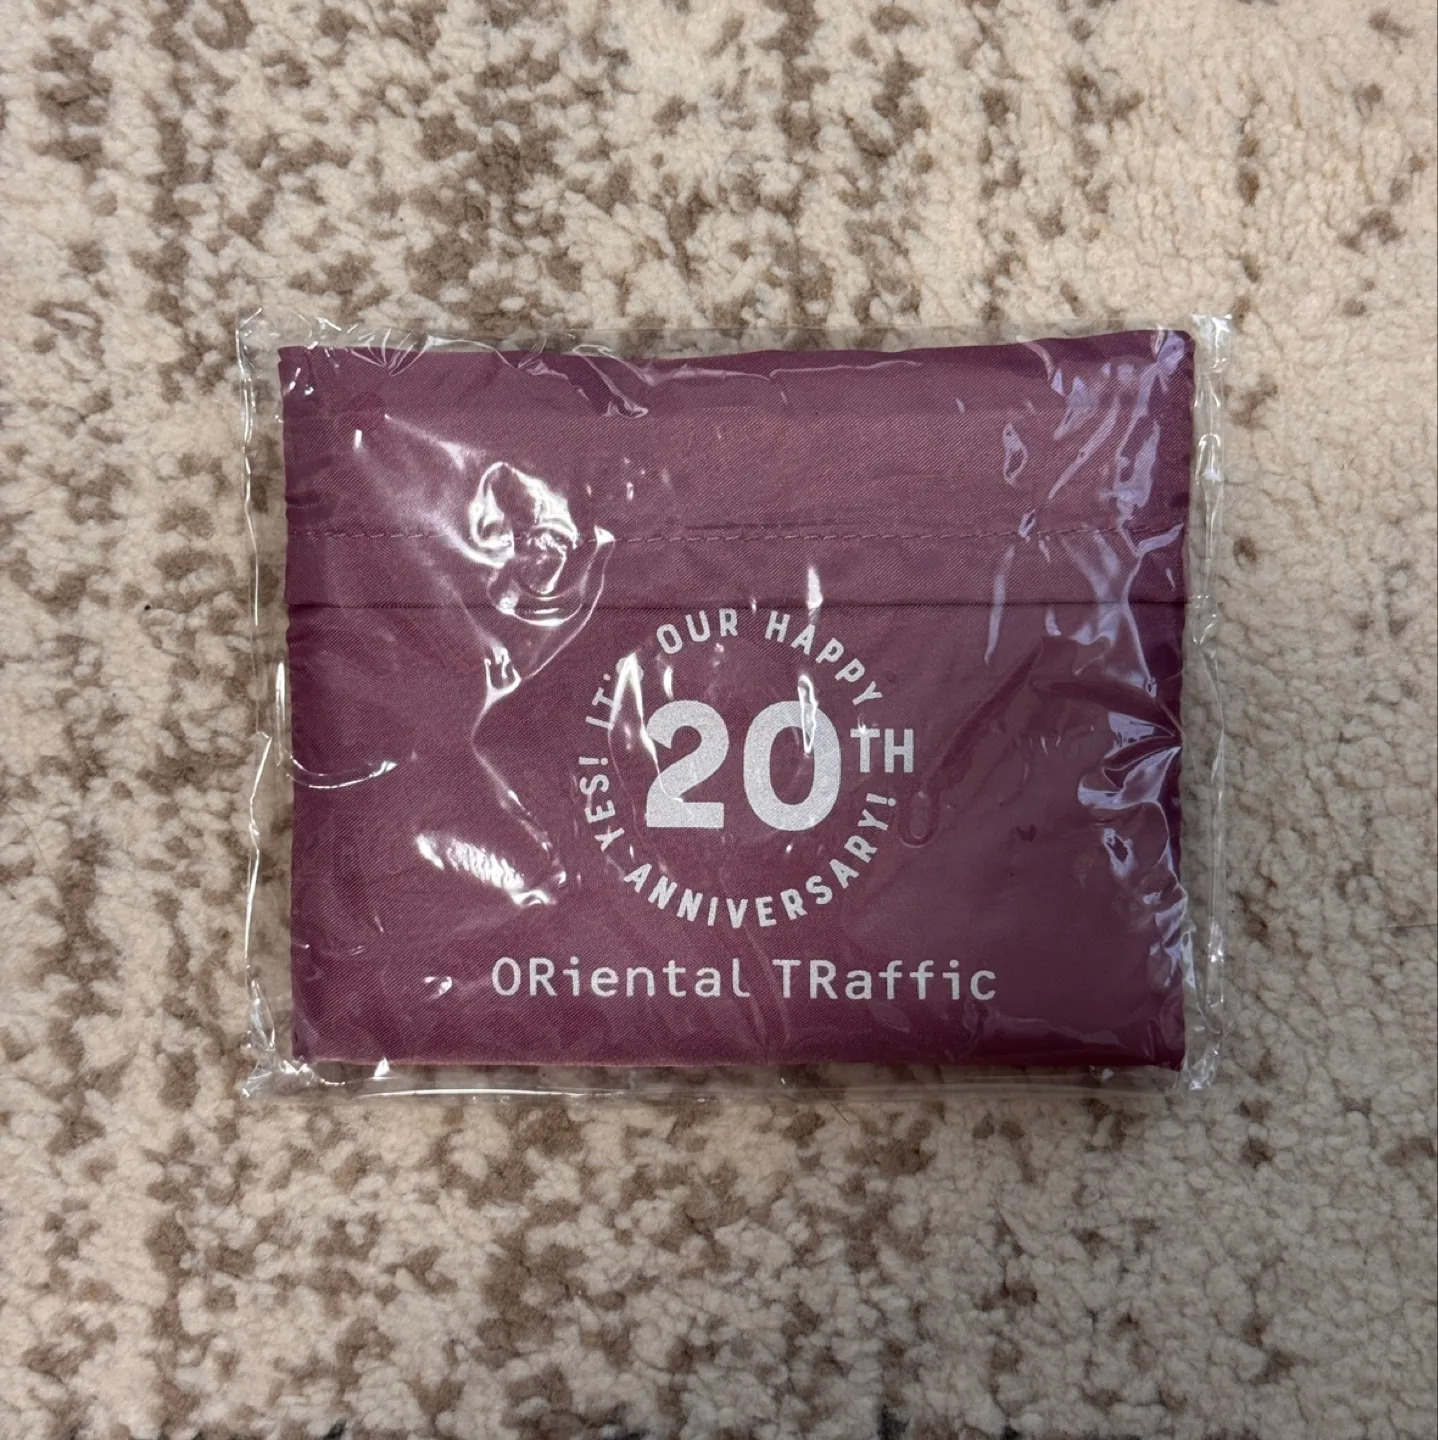 YES! IT'S OUR HAPPY
20TH
ANNIVERSARY!
ORiental TRaffic